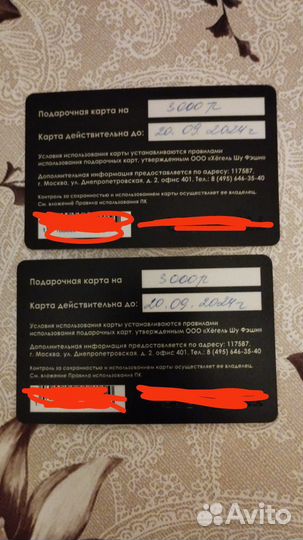 Подарочная карта на 3000 р
Карта действительна до: 20.09.2024 г
Условия использования карты устанавливаются правилами
использования подарочных карт, утвержденным ООО «Хёгель Шу Фэшн»
Дополнительная информация предоставляется по адресу: 117587,
г. Москва, ул. Днепропетровская, д. 2, офис 401. Тел.: 8 (495) 646-35-40
Контроль за сохранностью и использованием карты осуществляет ее владелец.
См. вложение Правила использования ПК
Подарочная карта на 3000 р
Карта действительна до: 20.09.2024 г
Условия использования карты устанавливаются правилами
использования подарочных карт, утвержденным ООО «Хёгель Шу Фэшн»
Дополнительная информация предоставляется по адресу: 117587,
г. Москва, ул. Днепропетровская, д. 2, офис 401. Тел.: 8 (495) 646-35-40
Контроль за сохранностью и использованием карты осуществляет ее владелец.
См. вложение Правила использования ПК
Avito